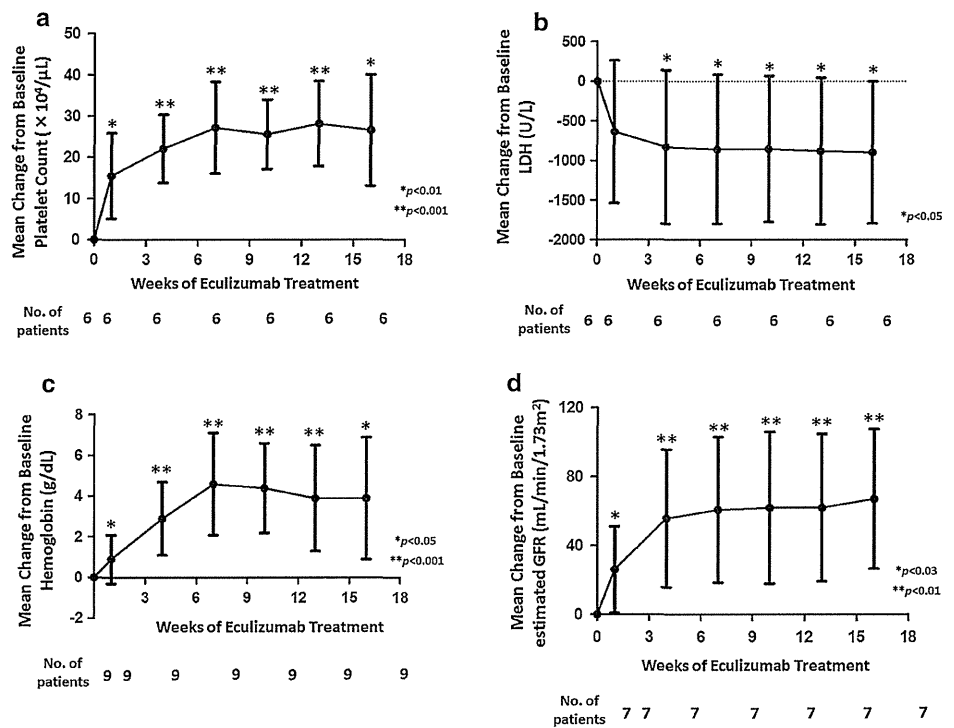 a
Mean Change from Baseline
Platelet Count ( × 10⁴/μL)
50
40
30
20
10
0
* ** ** ** ** *
*p<0.01
**p<0.001
0 3 6 9 12 15 18
Weeks of Eculizumab Treatment
No. of
patients
6 6 6 6 6 6 6
b
Mean Change from Baseline
LDH (U/L)
500
0
-500
-1000
-1500
-2000
* * * * *
*p<0.05
0 3 6 9 12 15 18
Weeks of Eculizumab Treatment
No. of
patients
6 6 6 6 6 6 6
c
Mean Change from Baseline
Hemoglobin (g/dL)
8
6
4
2
0
-2
* ** ** ** ** *
*p<0.05
**p<0.001
3 6 9 12 15 18
Weeks of Eculizumab Treatment
No. of
patients
9 9 9 9 9 9 9
d
Mean Change from Baseline
estimated GFR (mL/min/1.73m²)
120
80
40
0
* ** ** ** ** **
*p<0.03
**p<0.01
0 3 6 9 12 15 18
Weeks of Eculizumab Treatment
No. of
patients
7 7 7 7 7 7 7